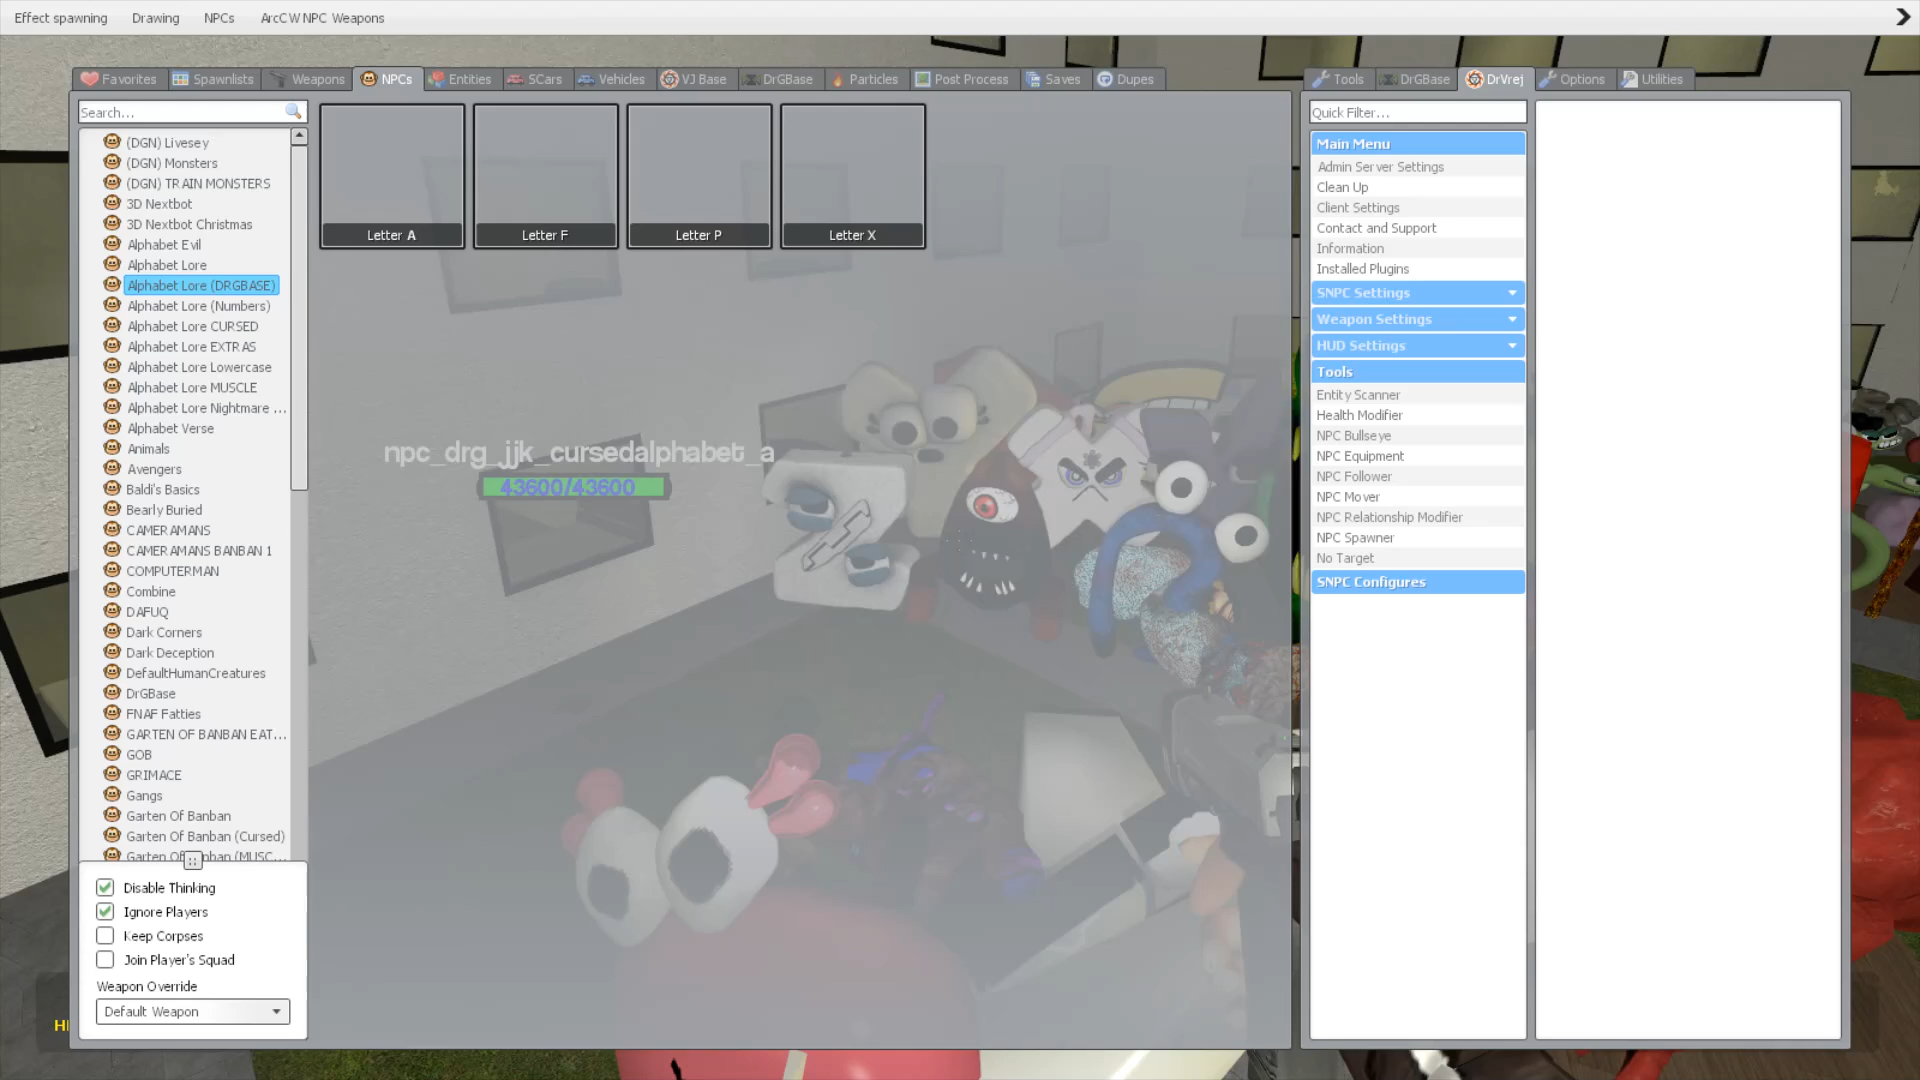 Effect spawning Drawing NPCs ArcCW NPC Weapons
Favorites Spawnlists Weapons NPCs Entities SCars Vehicles VJ Base DrGBase Particles Post Process Saves Dupes
Tools DrGBase DrVrej Options Utilities
Search...
(DGN) Livesey
(DGN) Monsters
(DGN) TRAIN MONSTERS
3D Nextbot
3D Nextbot Christmas
Alphabet Evil
Alphabet Lore
Alphabet Lore (DRGBASE)
Alphabet Lore (Numbers)
Alphabet Lore CURSED
Alphabet Lore EXTRAS
Alphabet Lore Lowercase
Alphabet Lore MUSCLE
Alphabet Lore Nightmare ...
Alphabet Verse
Animals
Avengers
Baldi's Basics
Bearly Buried
CAMERAMANS
CAMERAMANS BANBAN 1
COMPUTERMAN
Combine
DAFUQ
Dark Corners
Dark Deception
DefaultHumanCreatures
DrGBase
FNAF Fatties
GARTEN OF BANBAN EAT...
GOB
GRIMACE
Gangs
Garten Of Banban
Garten Of Banban (Cursed)
Disable Thinking
Ignore Players
Keep Corpses
Join Player's Squad
Weapon Override
Default Weapon
Letter A
Letter F
Letter P
Letter X
npc_drg_jjk_cursedalphabet_a
43600/43600
Quick Filter...
Main Menu
Admin Server Settings
Clean Up
Client Settings
Contact and Support
Information
Installed Plugins
SNPC Settings
Weapon Settings
HUD Settings
Tools
Entity Scanner
Health Modifier
NPC Bullseye
NPC Equipment
NPC Follower
NPC Mover
NPC Relationship Modifier
NPC Spawner
No Target
SNPC Configures